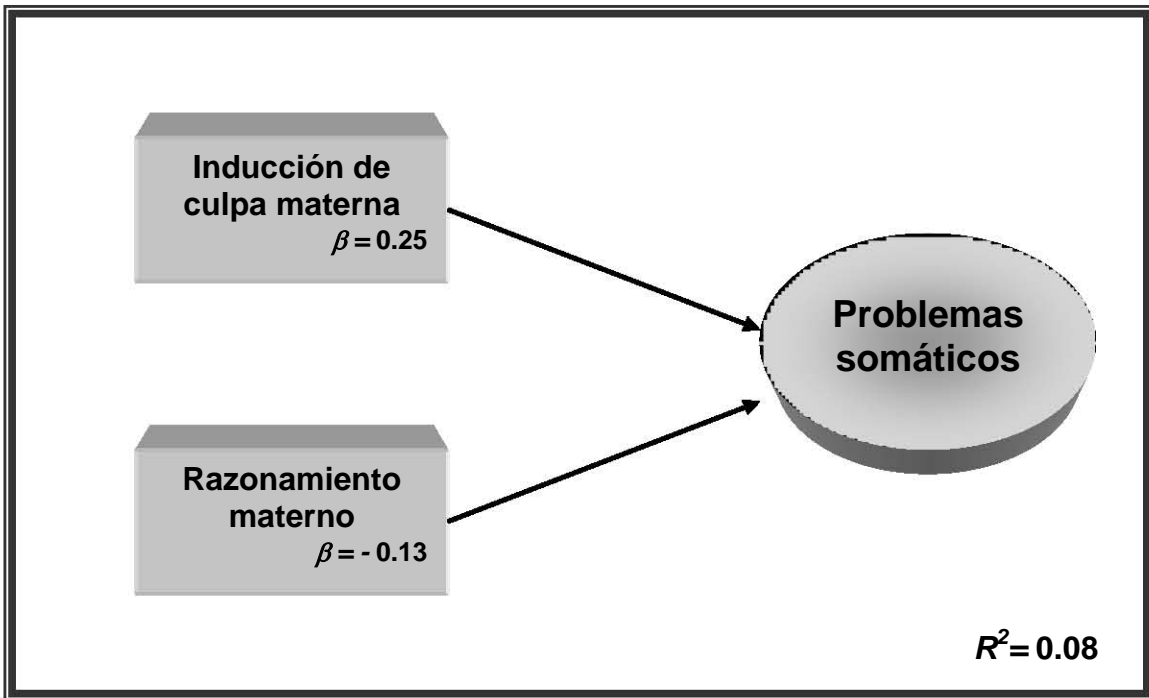 Inducción de
culpa materna
β = 0.25
Problemas
somáticos
Razonamiento
materno
β = - 0.13
R²= 0.08